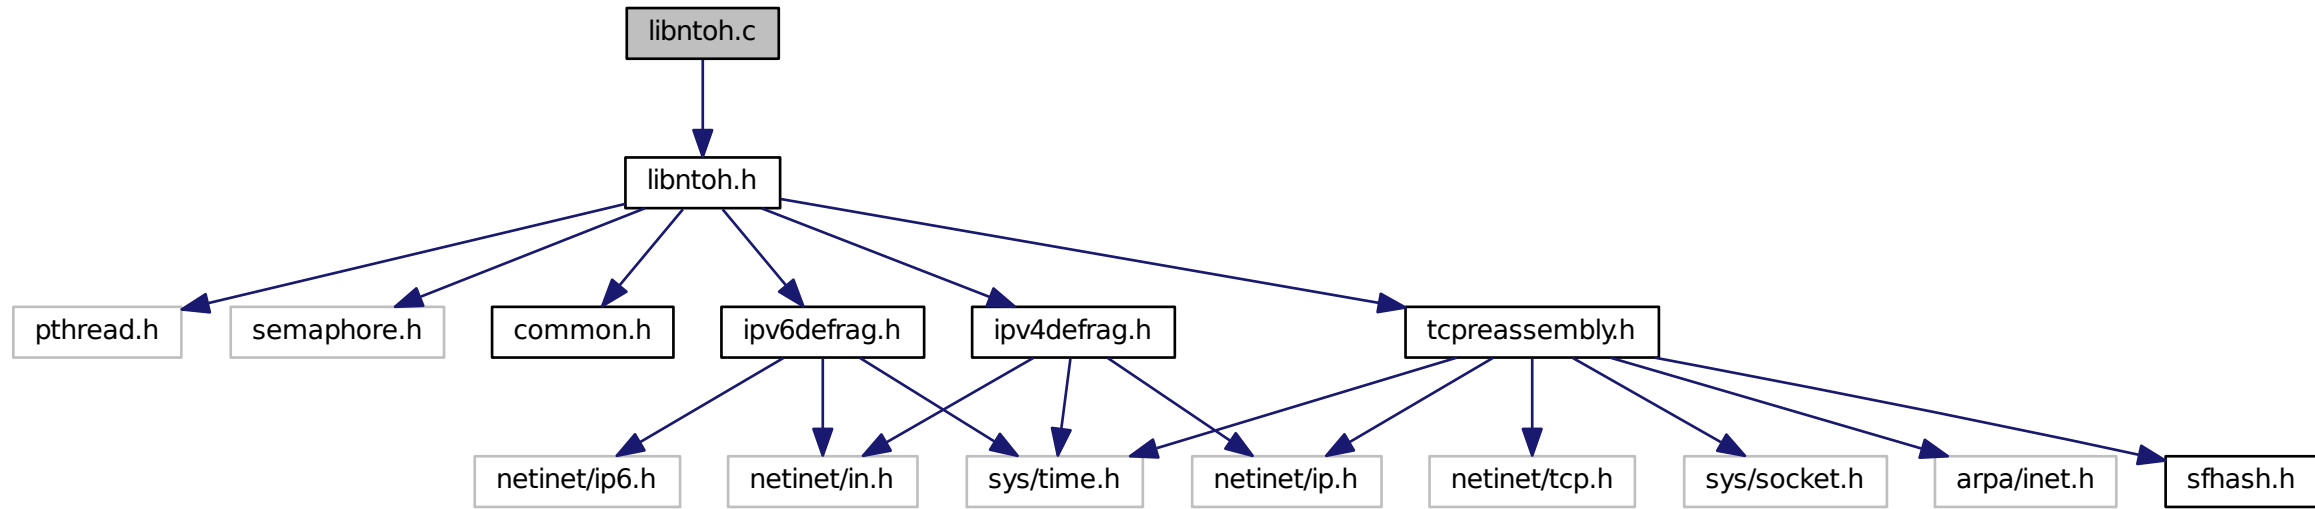 libntoh.c
libntoh.h
pthread.h
semaphore.h
common.h
ipv6defrag.h
ipv4defrag.h
tcpreassembly.h
netinet/ip6.h
netinet/in.h
sys/time.h
netinet/ip.h
netinet/tcp.h
sys/socket.h
arpa/inet.h
sfhash.h